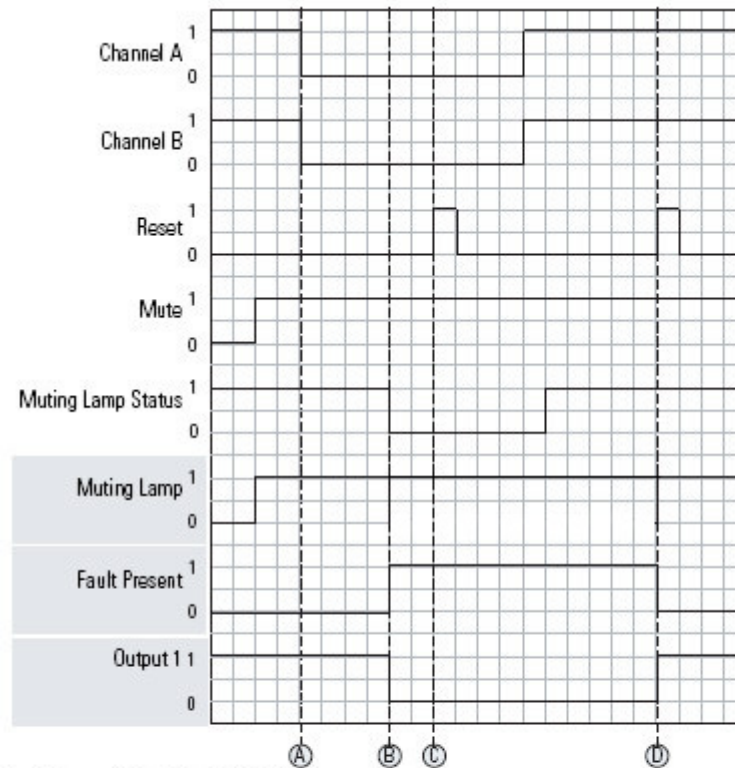 1
Channel A
0
1
Channel B
0
1
Reset
0
Mute 1
0
Muting Lamp Status 1
0
Muting Lamp 1
0
Fault Present 1
0
Output 1 1
0
Ⓐ Ⓑ Ⓒ Ⓓ